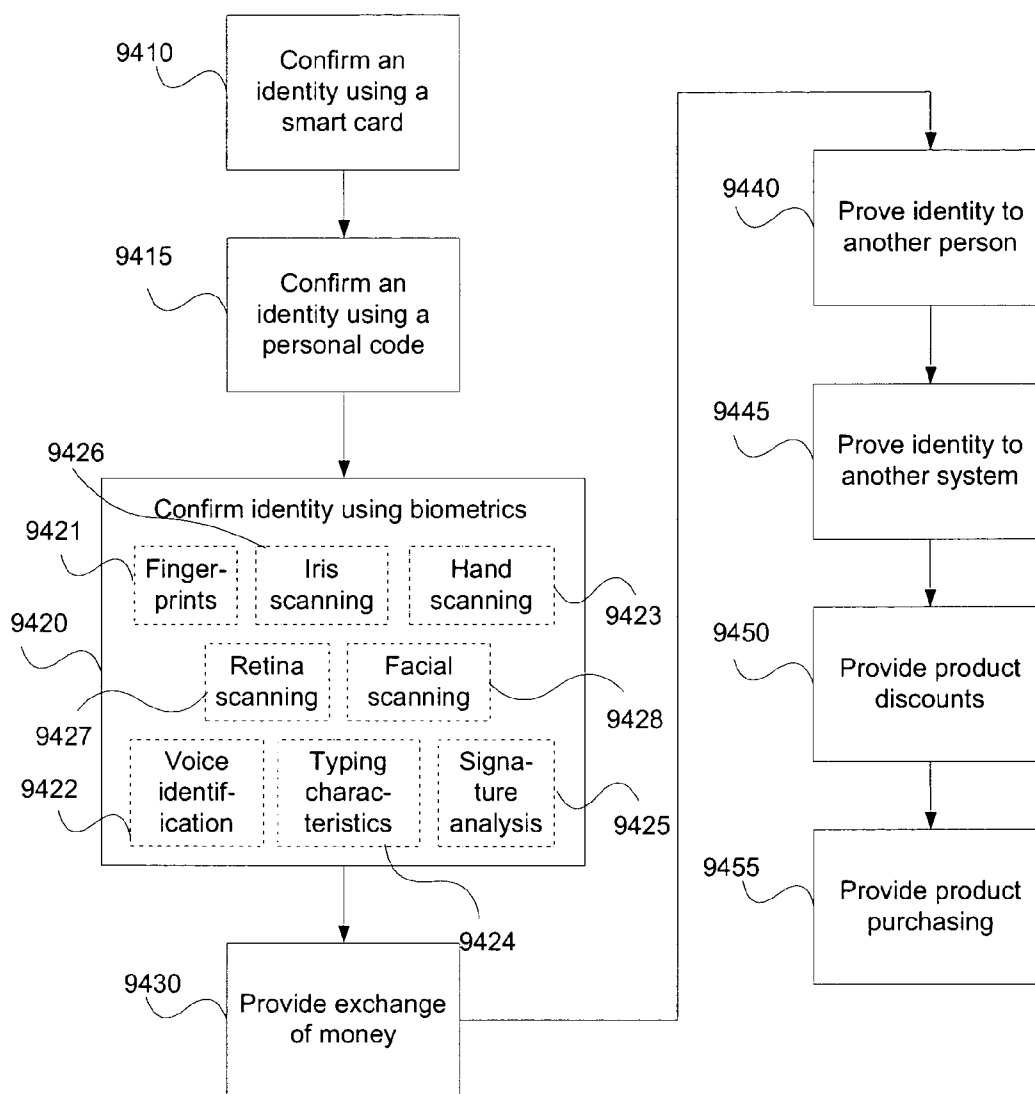 9410
Confirm an
identity using a
smart card
9415
Confirm an
identity using a
personal code
9426
Confirm identity using biometrics
9421
Finger-
prints
Iris
scanning
Hand
scanning
9423
9420
Retina
scanning
Facial
scanning
9428
9427
9422
Voice
identif-
ication
Typing
charac-
teristics
Signa-
ture
analysis
9425
9424
9430
Provide exchange
of money
9440
Prove identity to
another person
9445
Prove identity to
another system
9450
Provide product
discounts
9455
Provide product
purchasing